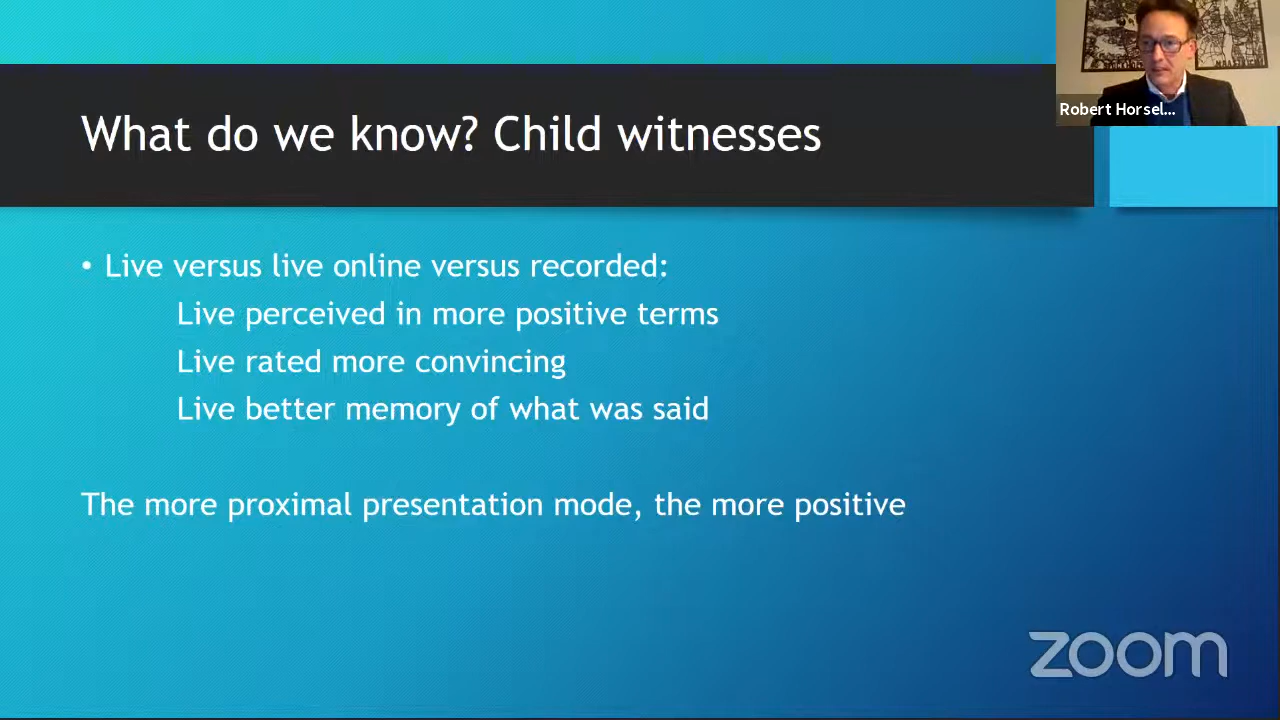 Robert Horsel...
What do we know? Child witnesses
• Live versus live online versus recorded:
Live perceived in more positive terms
Live rated more convincing
Live better memory of what was said
The more proximal presentation mode, the more positive
zoom